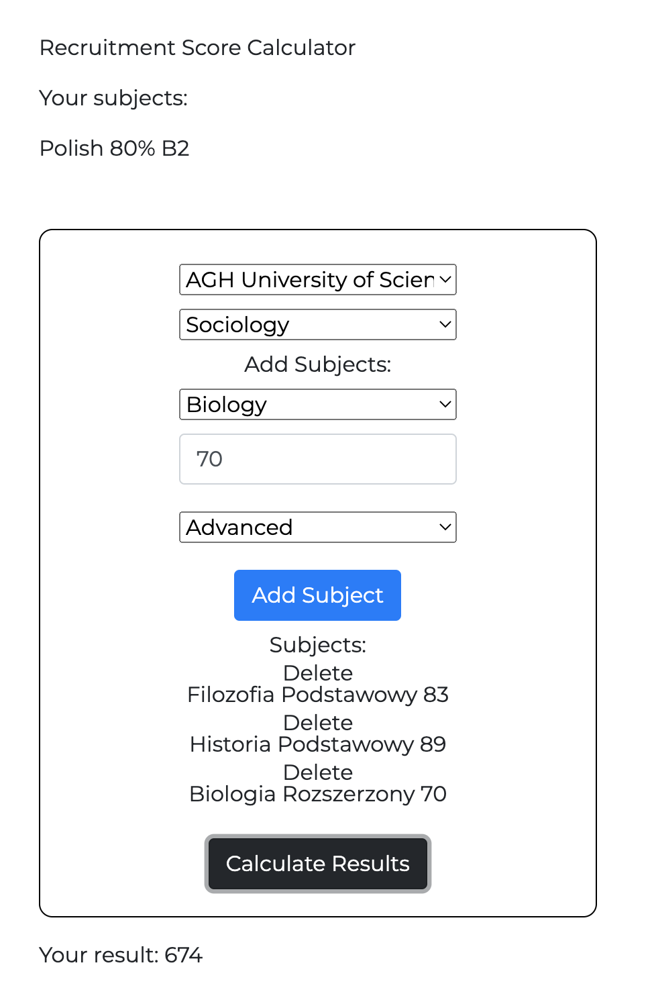 Recruitment Score Calculator
Your subjects:
Polish 80% B2
AGH University of Scien
Sociology
Add Subjects:
Biology
70
Advanced
Add Subject
Subjects:
Delete
Filozofia Podstawowy 83
Delete
Historia Podstawowy 89
Delete
Biologia Rozszerzony 70
Calculate Results
Your result: 674